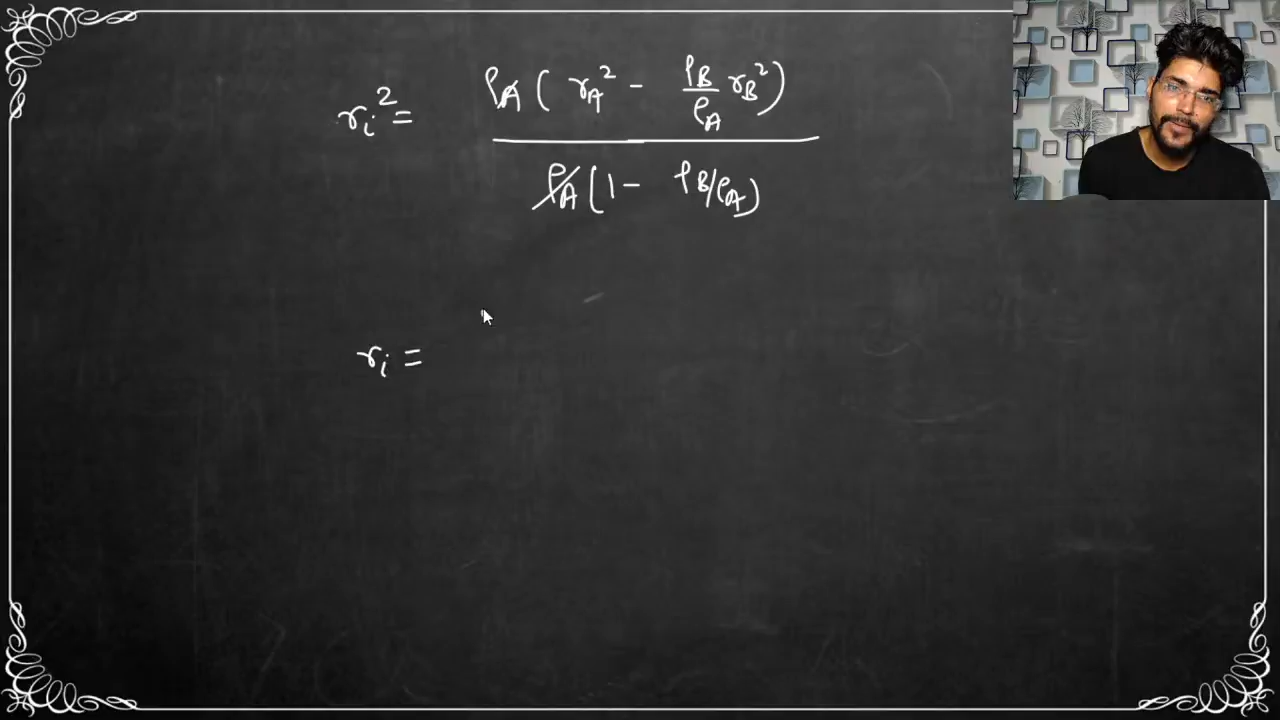 rᵢ² = ρA ( rA² - ρB/ρA rB² )
ρA ( 1 - ρB/ρA )
rᵢ =